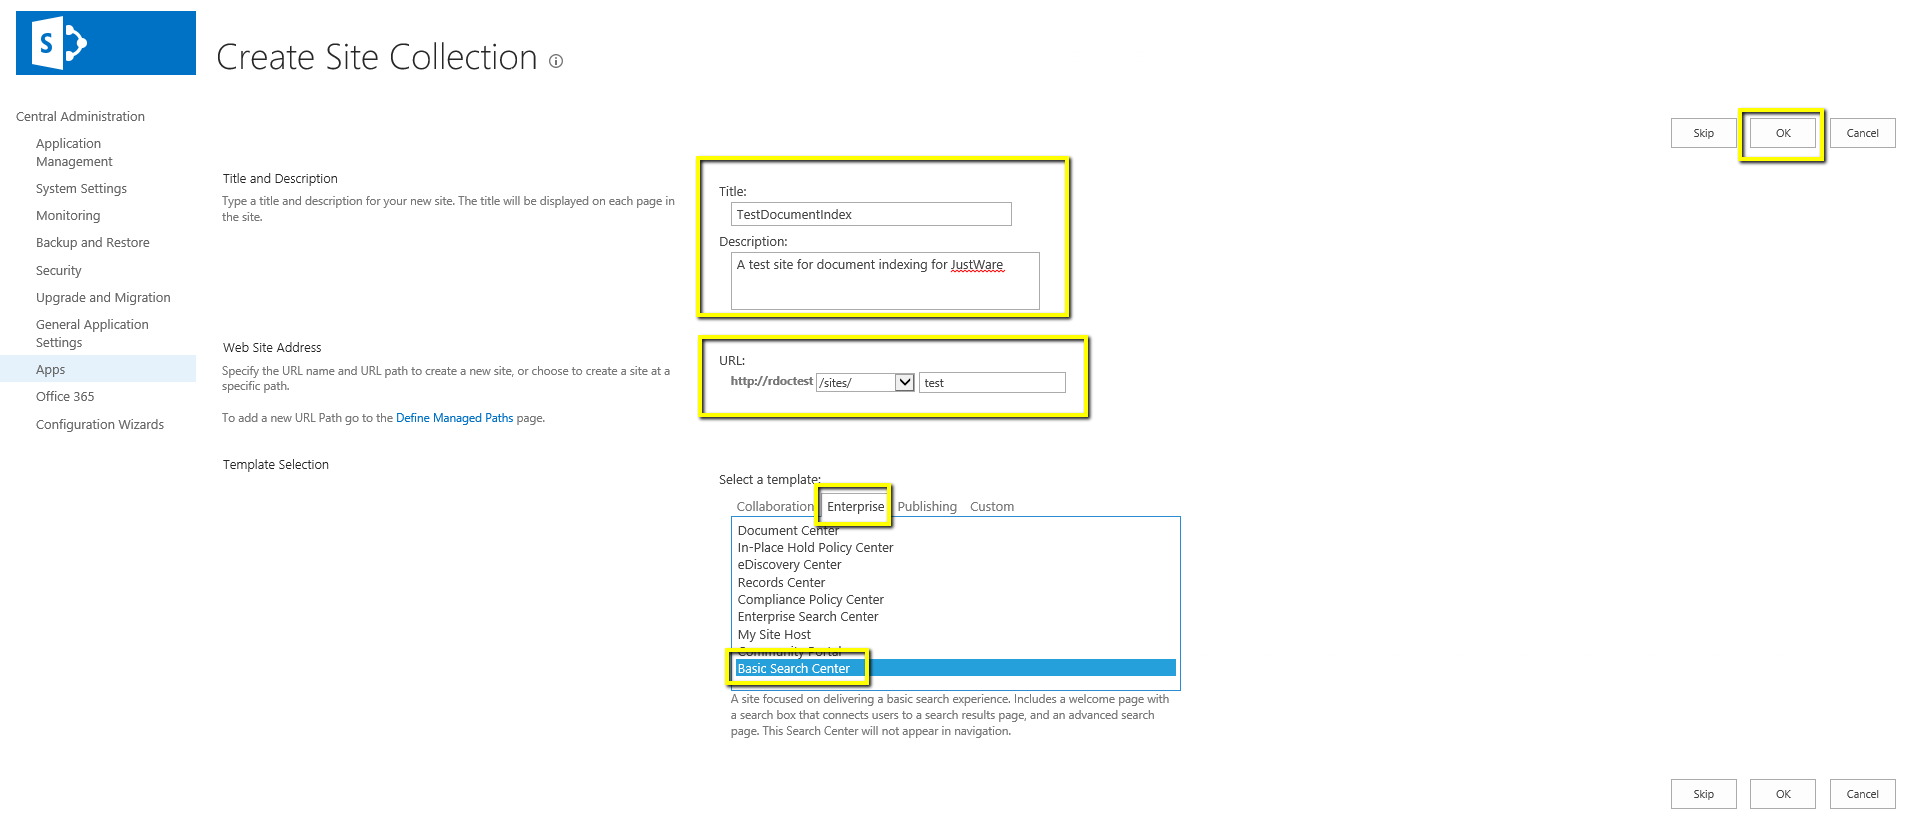 S
Create Site Collection
Central Administration
Application
Management
System Settings
Monitoring
Backup and Restore
Security
Upgrade and Migration
General Application
Settings
Apps
Office 365
Configuration Wizards
Skip OK Cancel
Title and Description
Type a title and description for your new site. The title will be displayed on each page in
the site.
Title:
TestDocumentIndex
Description:
A test site for document indexing for JustWare
Web Site Address
Specify the URL name and URL path to create a new site, or choose to create a site at a
specific path.
To add a new URL Path go to the Define Managed Paths page.
URL:
http://rdoctest /sites/ test
Template Selection
Select a template:
Collaboration Enterprise Publishing Custom
Document Center
In-Place Hold Policy Center
eDiscovery Center
Records Center
Compliance Policy Center
Enterprise Search Center
My Site Host
Community Portal
Basic Search Center
A site focused on delivering a basic search experience. Includes a welcome page with
a search box that connects users to a search results page, and an advanced search
page. This Search Center will not appear in navigation.
Skip OK Cancel